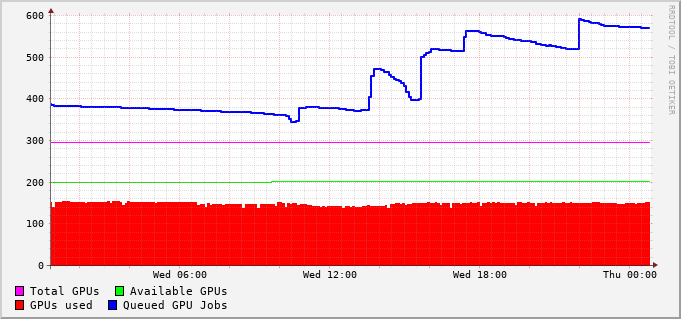 600
500
400
300
200
100
0
Wed 06:00 Wed 12:00 Wed 18:00 Thu 00:00
Total GPUs Available GPUs
GPUs used Queued GPU Jobs
RRDTOOL / TOBI OETIKER